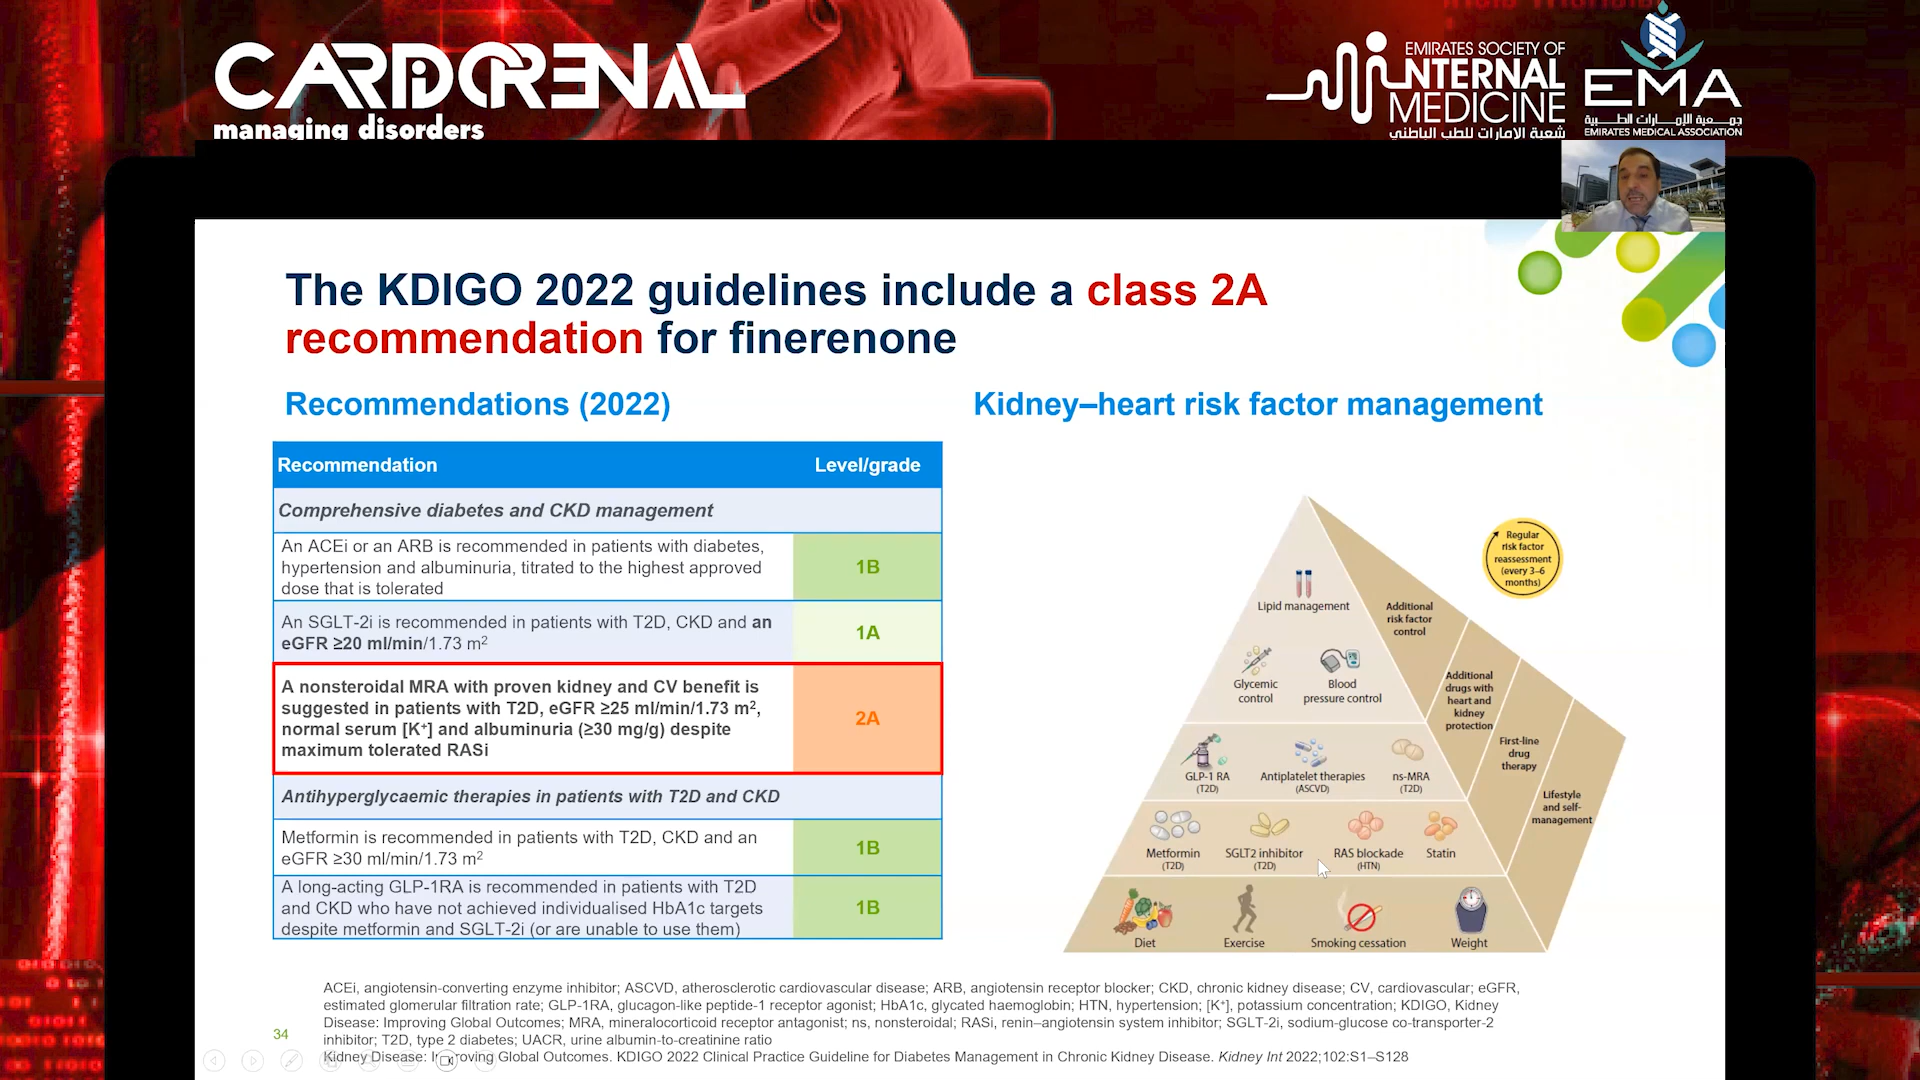 CARDIORENAL
managing disorders
EMIRATES SOCIETY OF
INTERNAL
MEDICINE
شعبة الإمارات للطب الباطني
EMA
جمعية الإمارات الطبية
EMIRATES MEDICAL ASSOCIATION
The KDIGO 2022 guidelines include a class 2A
recommendation for finerenone
Recommendations (2022)
Recommendation Level/grade
Comprehensive diabetes and CKD management
An ACEi or an ARB is recommended in patients with diabetes,
hypertension and albuminuria, titrated to the highest approved
dose that is tolerated
1B
An SGLT-2i is recommended in patients with T2D, CKD and an
eGFR ≥20 ml/min/1.73 m²
1A
A nonsteroidal MRA with proven kidney and CV benefit is
suggested in patients with T2D, eGFR ≥25 ml/min/1.73 m²,
normal serum [K⁺] and albuminuria (≥30 mg/g) despite
maximum tolerated RASi
2A
Antihyperglycaemic therapies in patients with T2D and CKD
Metformin is recommended in patients with T2D, CKD and an
eGFR ≥30 ml/min/1.73 m²
1B
A long-acting GLP-1RA is recommended in patients with T2D
and CKD who have not achieved individualised HbA1c targets
despite metformin and SGLT-2i (or are unable to use them)
1B
Kidney–heart risk factor management
Regular
risk factor
reassessment
(every 3–6
months)
Lipid management
Additional
risk factor
control
Glycemic
control
Blood
pressure control
Additional
drugs with
heart and
kidney
protection
GLP-1 RA
(T2D)
Antiplatelet therapies
(ASCVD)
ns-MRA
(T2D)
First-line
drug
therapy
Metformin
(T2D)
SGLT2 inhibitor
(T2D)
RAS blockade
(HTN)
Statin
Lifestyle
and self-
management
Diet
Exercise
Smoking cessation
Weight
ACEi, angiotensin-converting enzyme inhibitor; ASCVD, atherosclerotic cardiovascular disease; ARB, angiotensin receptor blocker; CKD, chronic kidney disease; CV, cardiovascular; eGFR,
estimated glomerular filtration rate; GLP-1RA, glucagon-like peptide-1 receptor agonist; HbA1c, glycated haemoglobin; HTN, hypertension; [K⁺], potassium concentration; KDIGO, Kidney
Disease: Improving Global Outcomes; MRA, mineralocorticoid receptor antagonist; ns, nonsteroidal; RASi, renin–angiotensin system inhibitor; SGLT-2i, sodium-glucose co-transporter-2
inhibitor; T2D, type 2 diabetes; UACR, urine albumin-to-creatinine ratio
Kidney Disease: Improving Global Outcomes. KDIGO 2022 Clinical Practice Guideline for Diabetes Management in Chronic Kidney Disease. Kidney Int 2022;102:S1–S128
34